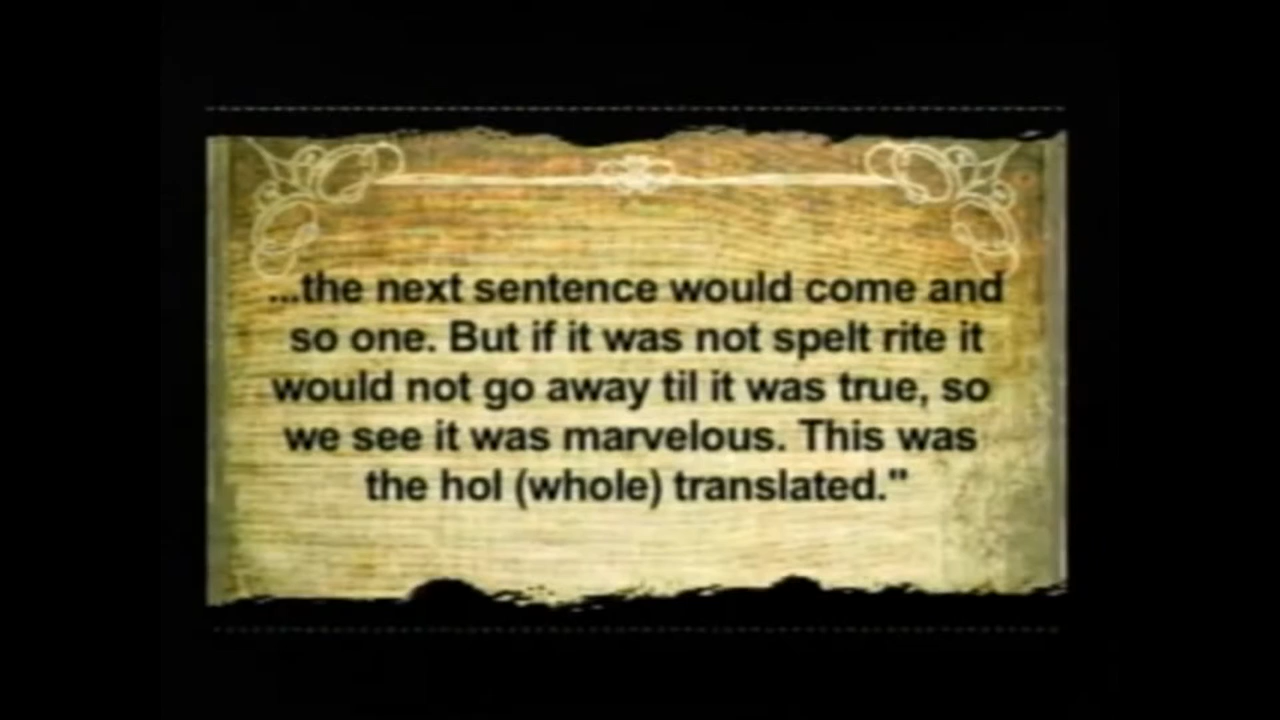 ...the next sentence would come and
so one. But if it was not spelt rite it
would not go away til it was true, so
we see it was marvelous. This was
the hol (whole) translated."